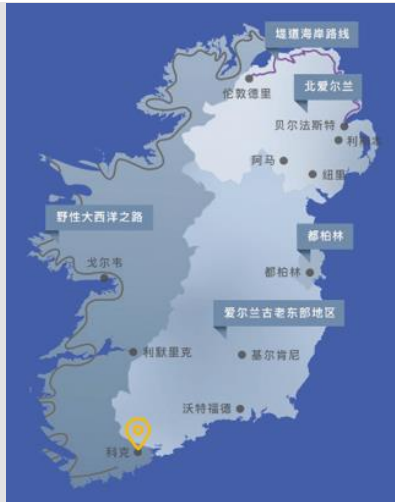 堤道海岸路线
伦敦德里
北爱尔兰
贝尔法斯特
阿马
纽里
野性大西洋之路
都柏林
戈尔韦
都柏林
爱尔兰古老东部地区
利默里克
基尔肯尼
沃特福德
科克